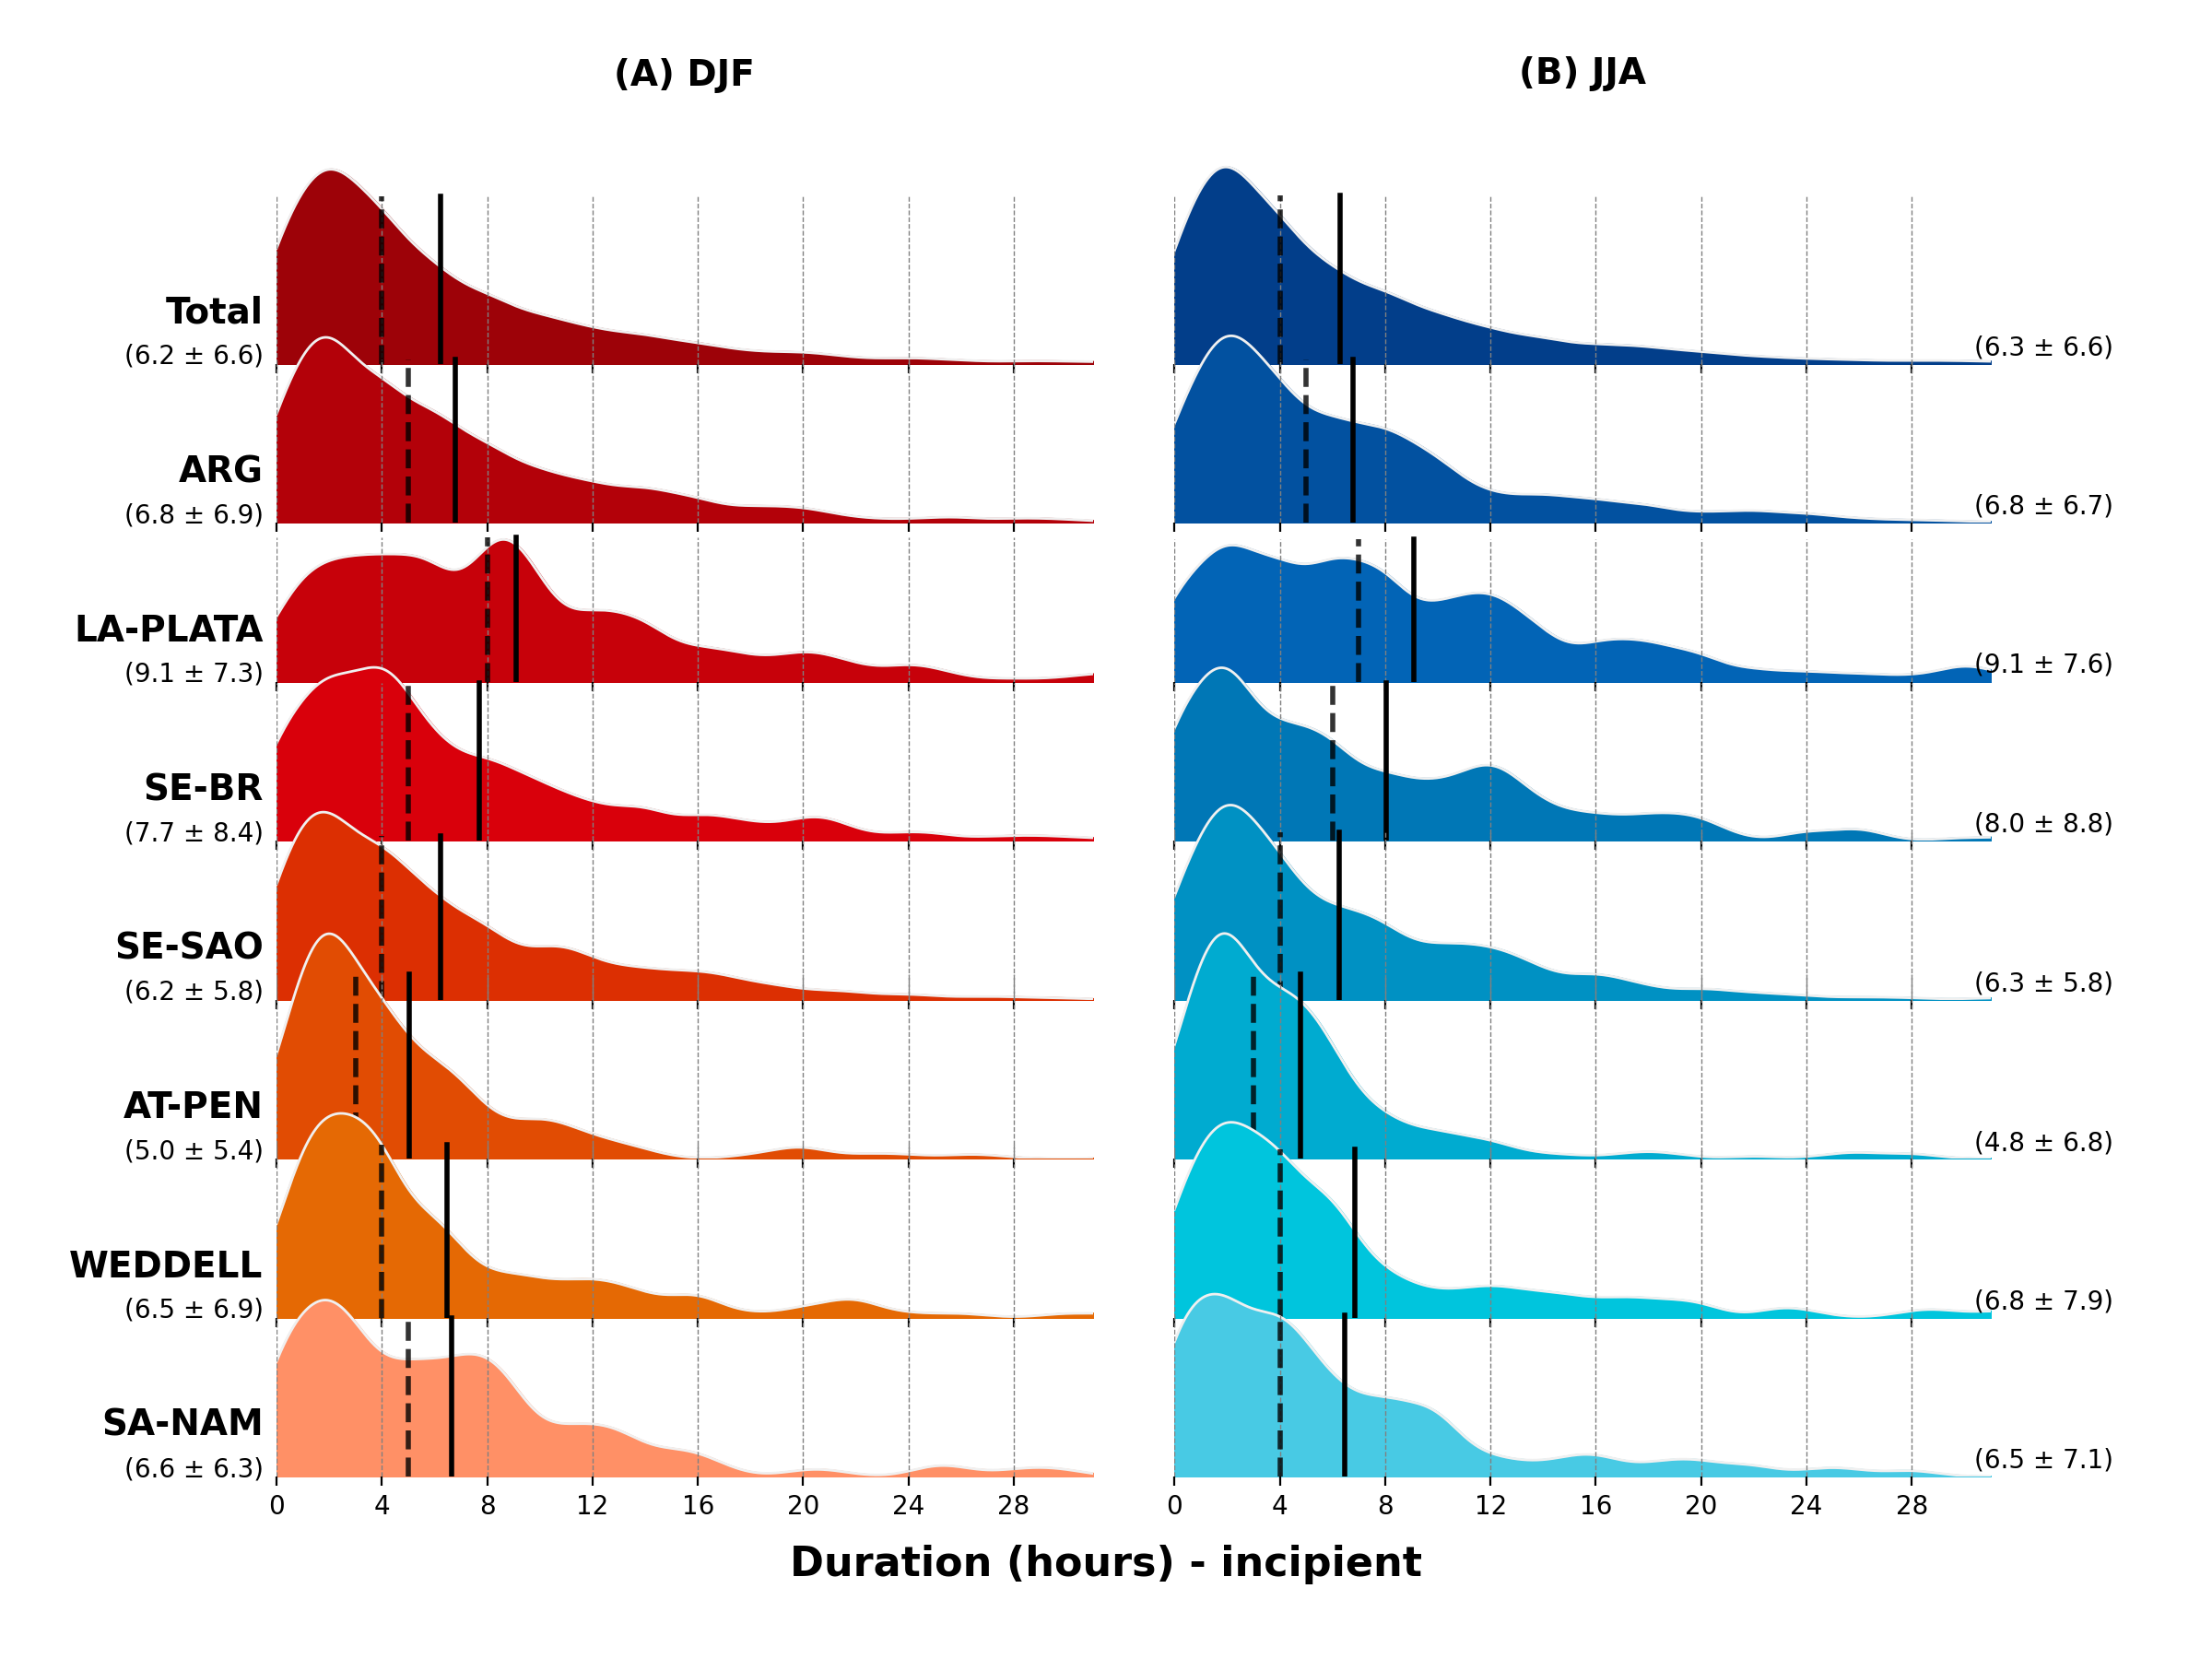 (A) DJF
(B) JJA
Total
(6.2 ± 6.6)
(6.3 ± 6.6)
ARG
(6.8 ± 6.9)
(6.8 ± 6.7)
LA-PLATA
(9.1 ± 7.3)
(9.1 ± 7.6)
SE-BR
(7.7 ± 8.4)
(8.0 ± 8.8)
SE-SAO
(6.2 ± 5.8)
(6.3 ± 5.8)
AT-PEN
(5.0 ± 5.4)
(4.8 ± 6.8)
WEDDELL
(6.5 ± 6.9)
(6.8 ± 7.9)
SA-NAM
(6.6 ± 6.3)
(6.5 ± 7.1)
0 4 8 12 16 20 24 28
0 4 8 12 16 20 24 28
Duration (hours) - incipient